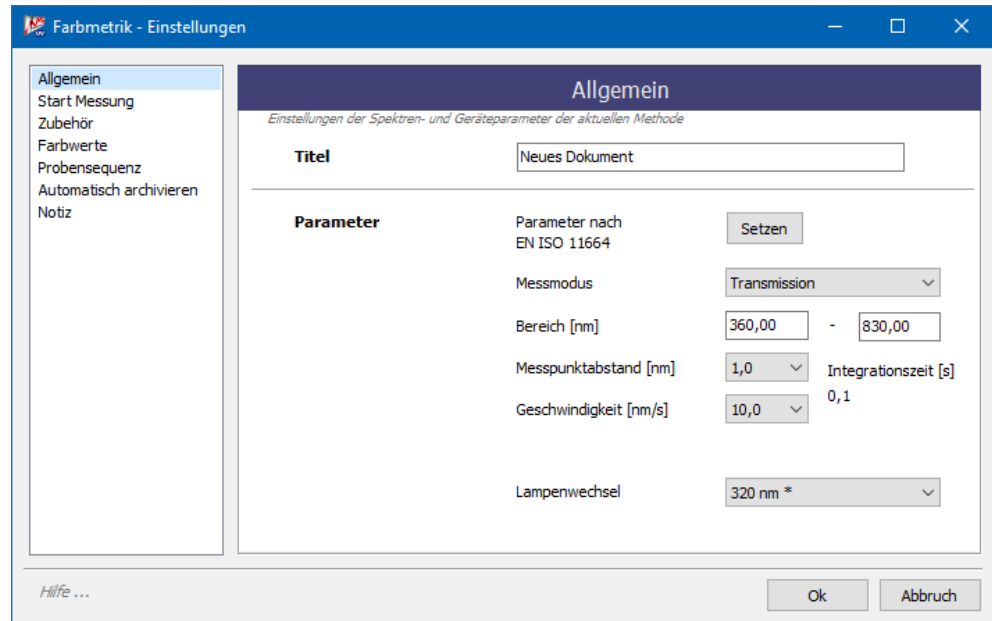 Farbmetrik - Einstellungen
Allgemein
Start Messung
Zubehör
Farbwerte
Probensequenz
Automatisch archivieren
Notiz
Allgemein
Einstellungen der Spektren- und Geräteparameter der aktuellen Methode
Titel Neues Dokument
Parameter Parameter nach
EN ISO 11664 Setzen
Messmodus Transmission
Bereich [nm] 360,00 - 830,00
Messpunktabstand [nm] 1,0 Integrationszeit [s]
0,1
Geschwindigkeit [nm/s] 10,0
Lampenwechsel 320 nm *
Hilfe ... Ok Abbruch